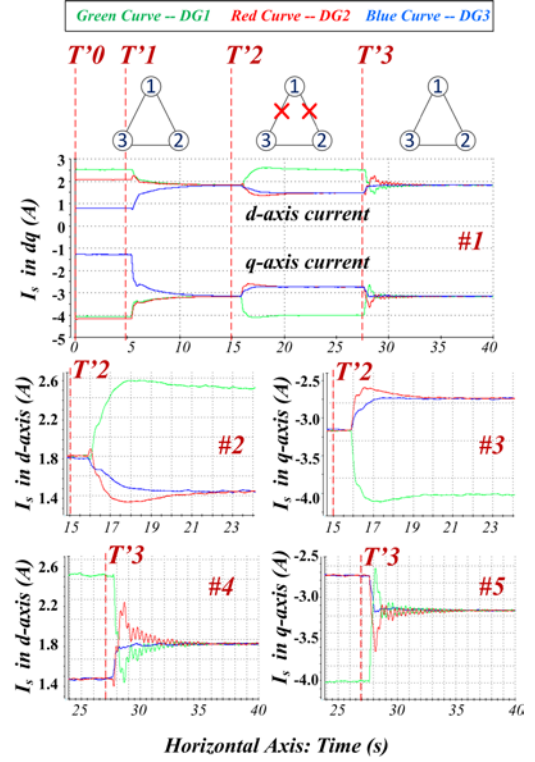 Green Curve -- DG1 Red Curve -- DG2 Blue Curve -- DG3
T'0 T'1 T'2 T'3
1 1 1
3 2 3 2 3 2
I_s in dq (A)
3
2
1
0
-1
-2
-3
-4
-5
d-axis current
q-axis current
#1
0 5 10 15 20 25 30 35 40
T'2
I_s in d-axis (A)
2.6
2.2
1.8
1.4
#2
15 17 19 21 23
T'2
I_s in q-axis (A)
-2.5
-3.0
-3.5
-4.0
#3
15 17 19 21 23
T'3
I_s in d-axis (A)
2.6
2.2
1.8
1.4
#4
25 30 35 40
T'3
I_s in q-axis (A)
-2.5
-3.0
-3.5
-4.0
#5
25 30 35 40
Horizontal Axis: Time (s)